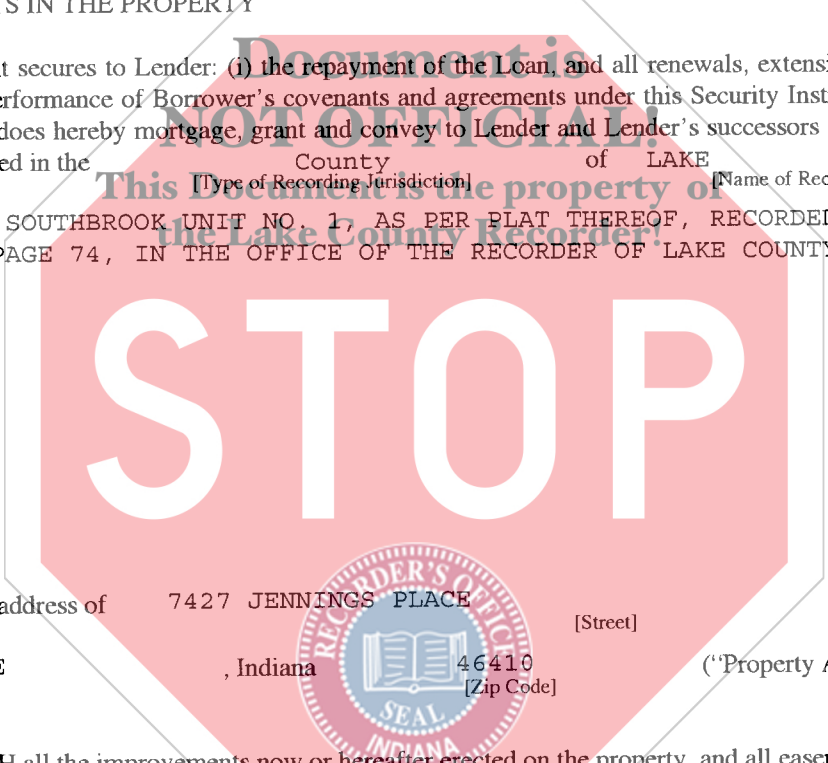 S IN THE PROPERTY
Document is
t secures to Lender: (i) the repayment of the Loan, and all renewals, extensi
erformance of Borrower's covenants and agreements under this Security Inst
NOT OFFICIAL!
does hereby mortgage, grant and convey to Lender and Lender's successors
ed in the County of LAKE
This Document is the property of
[Type of Recording Jurisdiction] [Name of Rec
SOUTHBROOK UNIT NO. 1, AS PER PLAT THEREOF, RECORDED
the Lake County Recorder!
PAGE 74, IN THE OFFICE OF THE RECORDER OF LAKE COUNTY
STOP
RECORDER'S OFFICE
address of 7427 JENNINGS PLACE
[Street]
E , Indiana 46410 ("Property A
[Zip Code]
SEAL
INDIANA
H all the improvements now or hereafter erected on the property, and all easem